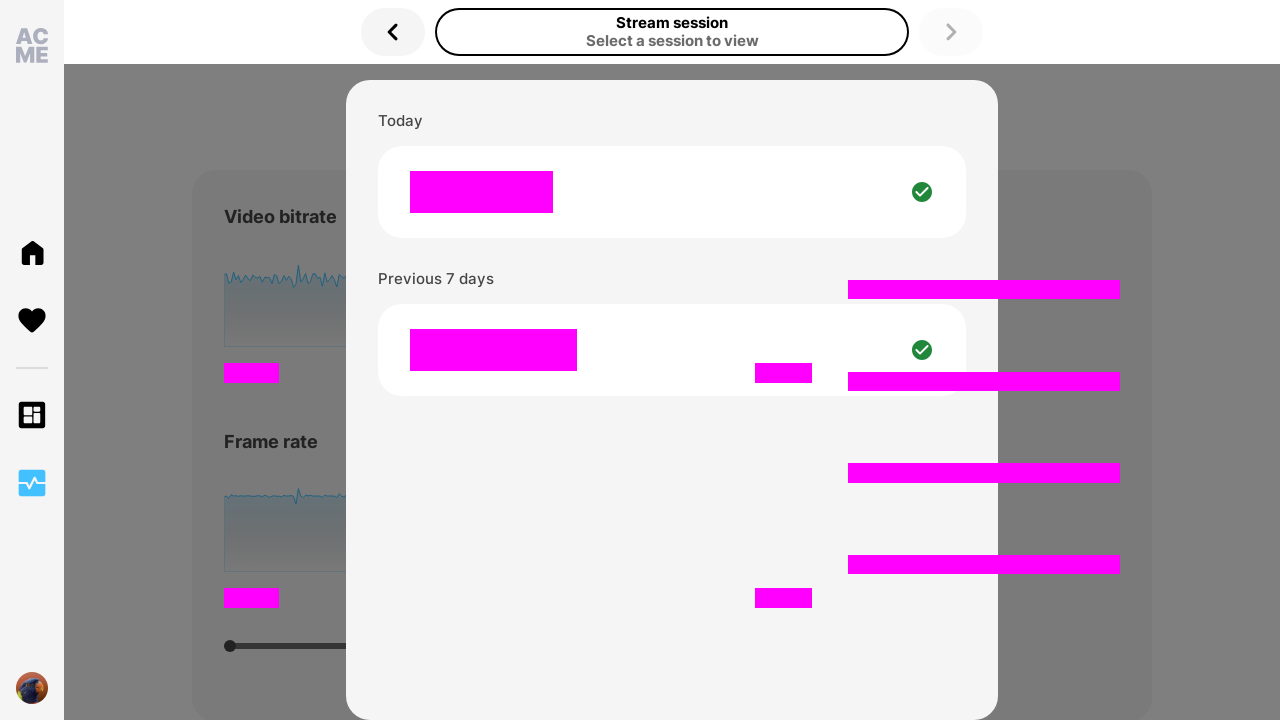 AC
ME
Stream session
Select a session to view
Today
Previous 7 days
Video bitrate
Frame rate